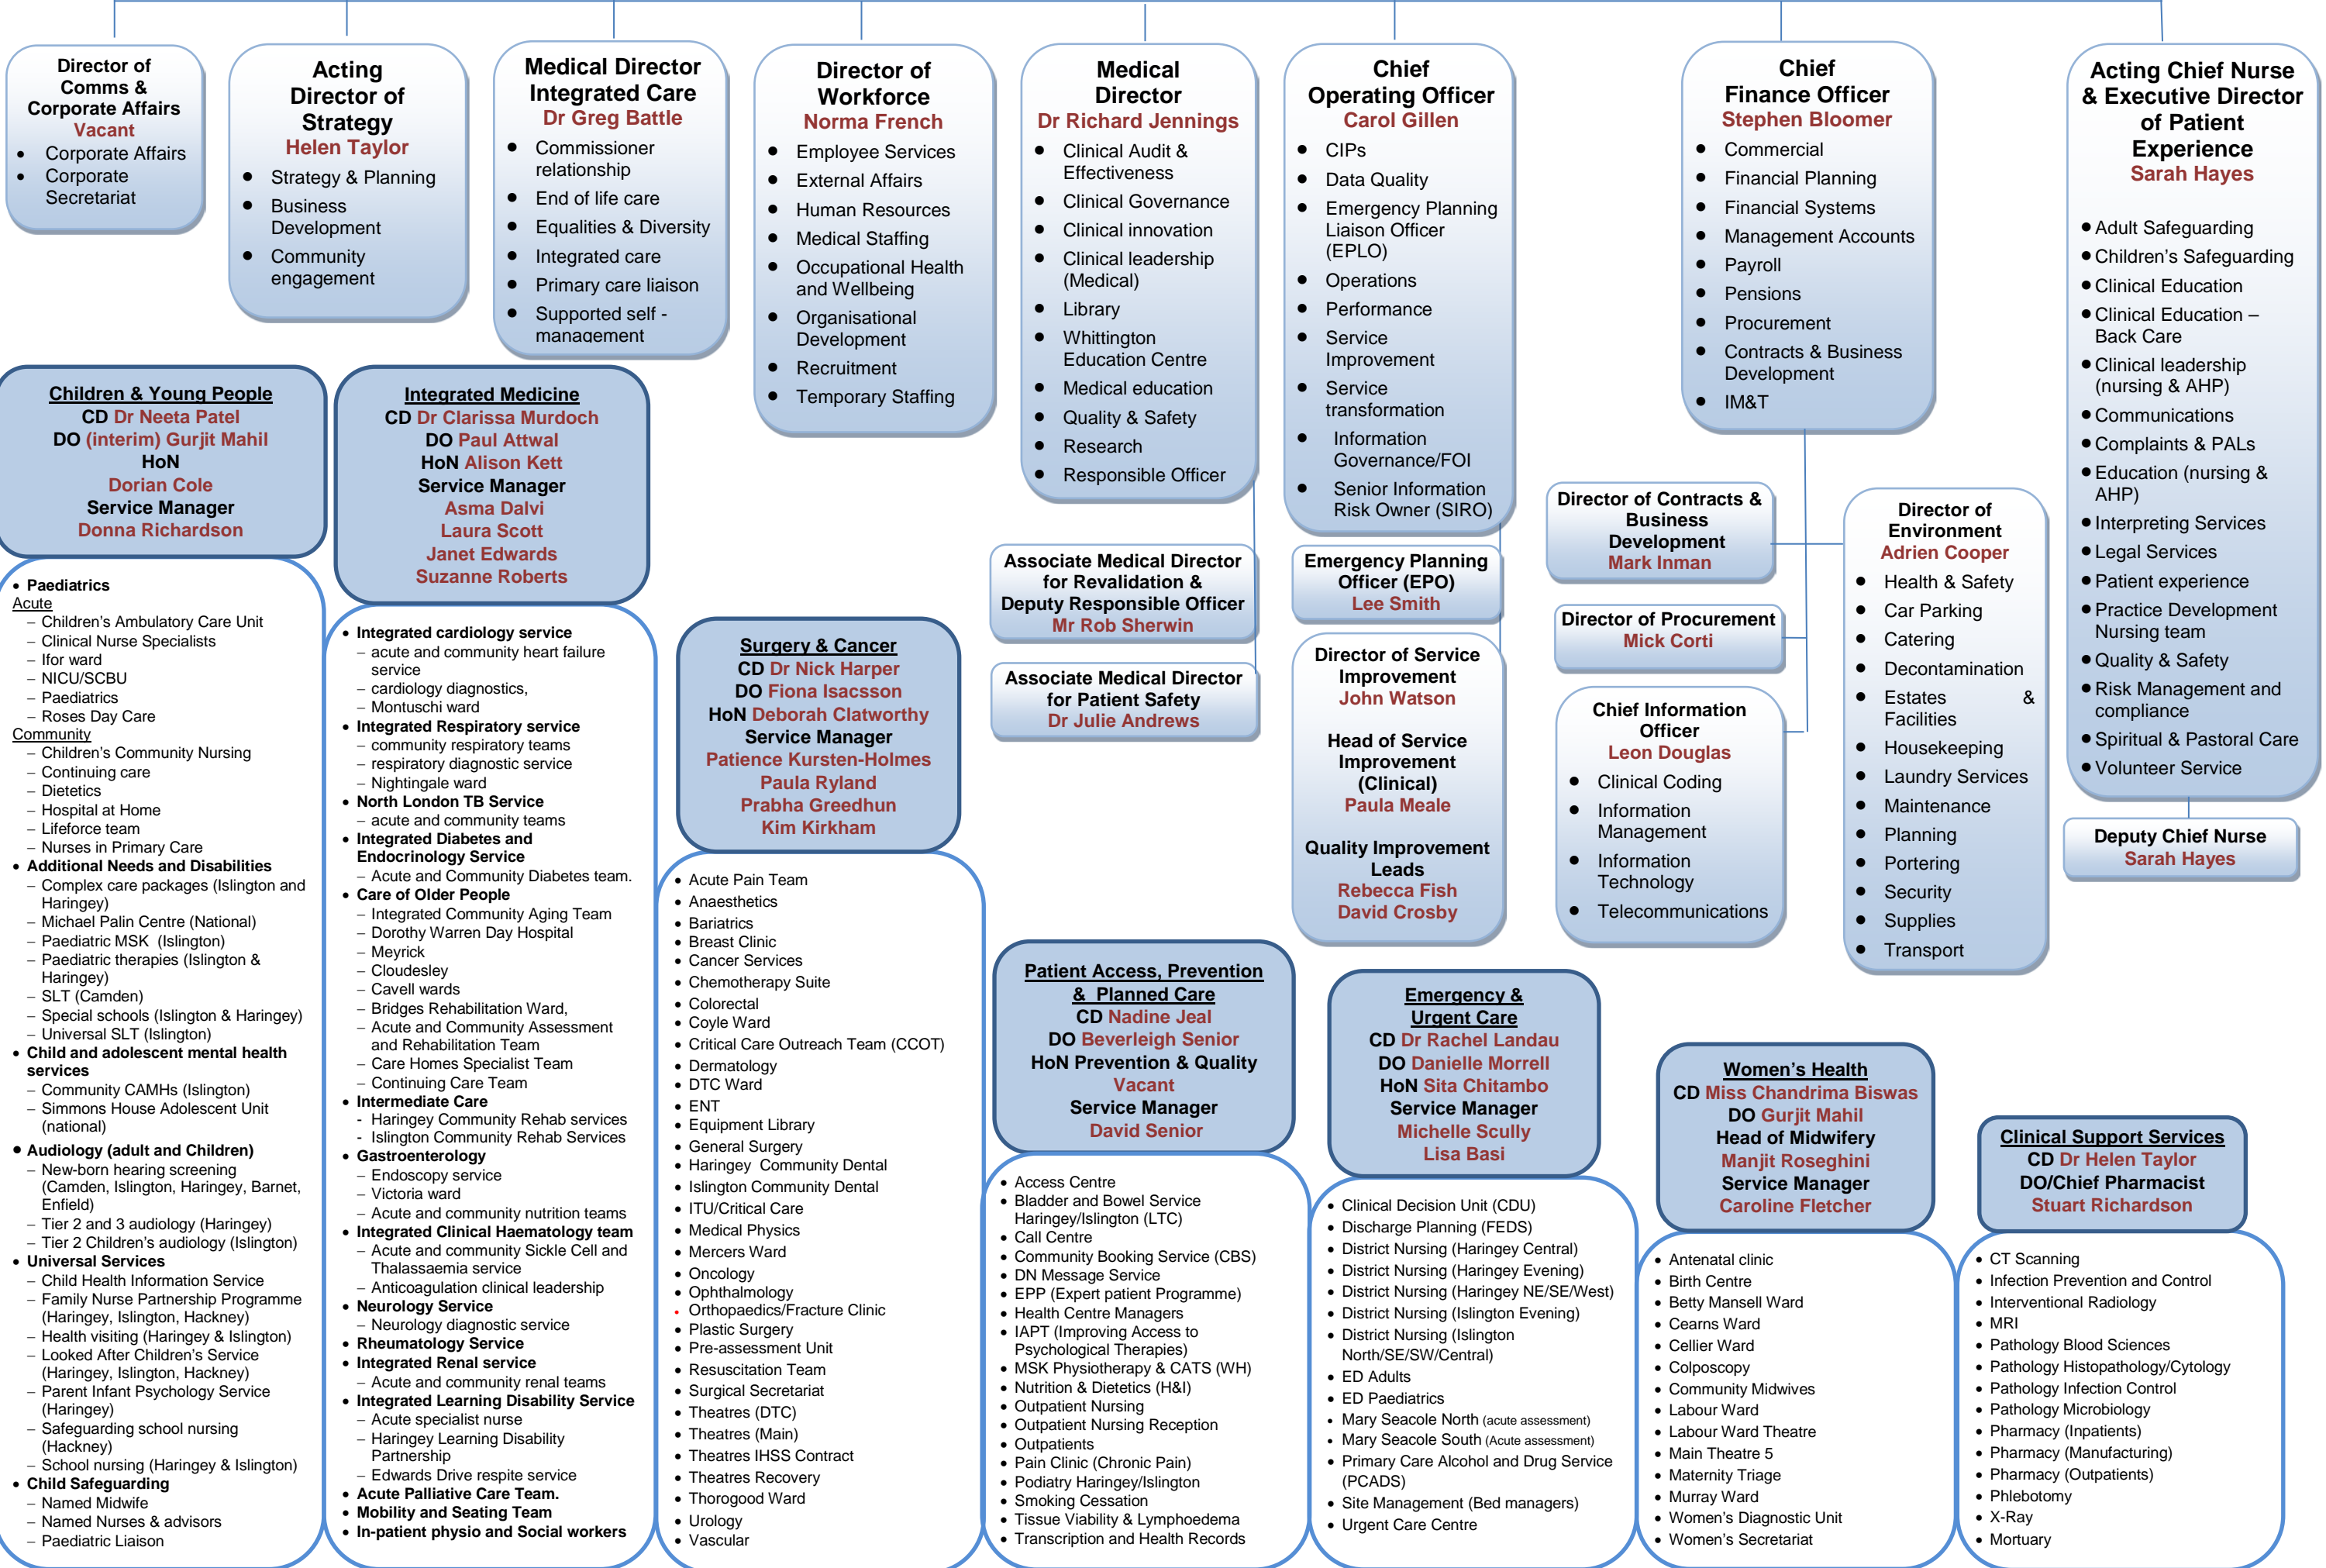 Director of
Comms &
Corporate Affairs
Vacant
• Corporate Affairs
• Corporate
Secretariat
Acting
Director of
Strategy
Helen Taylor
• Strategy & Planning
• Business
Development
• Community
engagement
Medical Director
Integrated Care
Dr Greg Battle
• Commissioner
relationship
• End of life care
• Equalities & Diversity
• Integrated care
• Primary care liaison
• Supported self -
management
Director of
Workforce
Norma French
• Employee Services
• External Affairs
• Human Resources
• Medical Staffing
• Occupational Health
and Wellbeing
• Organisational
Development
• Recruitment
• Temporary Staffing
Medical
Director
Dr Richard Jennings
• Clinical Audit &
Effectiveness
• Clinical Governance
• Clinical innovation
• Clinical leadership
(Medical)
• Library
• Whittington
Education Centre
• Medical education
• Quality & Safety
• Research
• Responsible Officer
Chief
Operating Officer
Carol Gillen
• CIPs
• Data Quality
• Emergency Planning
Liaison Officer
(EPLO)
• Operations
• Performance
• Service
Improvement
• Service
transformation
• Information
Governance/FOI
• Senior Information
Risk Owner (SIRO)
Chief
Finance Officer
Stephen Bloomer
• Commercial
• Financial Planning
• Financial Systems
• Management Accounts
• Payroll
• Pensions
• Procurement
• Contracts & Business
Development
• IM&T
Acting Chief Nurse
& Executive Director
of Patient
Experience
Sarah Hayes
• Adult Safeguarding
• Children's Safeguarding
• Clinical Education
• Clinical Education –
Back Care
• Clinical leadership
(nursing & AHP)
• Communications
• Complaints & PALs
• Education (nursing &
AHP)
• Interpreting Services
• Legal Services
• Patient experience
• Practice Development
Nursing team
• Quality & Safety
• Risk Management and
compliance
• Spiritual & Pastoral Care
• Volunteer Service
Deputy Chief Nurse
Sarah Hayes
Associate Medical Director
for Revalidation &
Deputy Responsible Officer
Mr Rob Sherwin
Associate Medical Director
for Patient Safety
Dr Julie Andrews
Emergency Planning
Officer (EPO)
Lee Smith
Director of Service
Improvement
John Watson
Head of Service
Improvement
(Clinical)
Paula Meale
Quality Improvement
Leads
Rebecca Fish
David Crosby
Director of Contracts &
Business
Development
Mark Inman
Director of Procurement
Mick Corti
Chief Information
Officer
Leon Douglas
• Clinical Coding
• Information
Management
• Information
Technology
• Telecommunications
Director of
Environment
Adrien Cooper
• Health & Safety
• Car Parking
• Catering
• Decontamination
• Estates &
Facilities
• Housekeeping
• Laundry Services
• Maintenance
• Planning
• Portering
• Security
• Supplies
• Transport
Children & Young People
CD Dr Neeta Patel
DO (interim) Gurjit Mahil
HoN
Dorian Cole
Service Manager
Donna Richardson
• Paediatrics
Acute
– Children's Ambulatory Care Unit
– Clinical Nurse Specialists
– Ifor ward
– NICU/SCBU
– Paediatrics
– Roses Day Care
Community
– Children's Community Nursing
– Continuing care
– Dietetics
– Hospital at Home
– Lifeforce team
– Nurses in Primary Care
• Additional Needs and Disabilities
– Complex care packages (Islington and
Haringey)
– Michael Palin Centre (National)
– Paediatric MSK (Islington)
– Paediatric therapies (Islington &
Haringey)
– SLT (Camden)
– Special schools (Islington & Haringey)
– Universal SLT (Islington)
• Child and adolescent mental health
services
– Community CAMHs (Islington)
– Simmons House Adolescent Unit
(national)
• Audiology (adult and Children)
– New-born hearing screening
(Camden, Islington, Haringey, Barnet,
Enfield)
– Tier 2 and 3 audiology (Haringey)
– Tier 2 Children's audiology (Islington)
• Universal Services
– Child Health Information Service
– Family Nurse Partnership Programme
(Haringey, Islington, Hackney)
– Health visiting (Haringey & Islington)
– Looked After Children's Service
(Haringey, Islington, Hackney)
– Parent Infant Psychology Service
(Haringey)
– Safeguarding school nursing
(Hackney)
– School nursing (Haringey & Islington)
• Child Safeguarding
– Named Midwife
– Named Nurses & advisors
– Paediatric Liaison
Integrated Medicine
CD Dr Clarissa Murdoch
DO Paul Attwal
HoN Alison Kett
Service Manager
Asma Dalvi
Laura Scott
Janet Edwards
Suzanne Roberts
• Integrated cardiology service
– acute and community heart failure
service
– cardiology diagnostics,
– Montuschi ward
• Integrated Respiratory service
– community respiratory teams
– respiratory diagnostic service
– Nightingale ward
• North London TB Service
– acute and community teams
• Integrated Diabetes and
Endocrinology Service
– Acute and Community Diabetes team.
• Care of Older People
– Integrated Community Aging Team
– Dorothy Warren Day Hospital
– Meyrick
– Cloudesley
– Cavell wards
– Bridges Rehabilitation Ward,
– Acute and Community Assessment
and Rehabilitation Team
– Care Homes Specialist Team
– Continuing Care Team
• Intermediate Care
- Haringey Community Rehab services
- Islington Community Rehab Services
• Gastroenterology
– Endoscopy service
– Victoria ward
– Acute and community nutrition teams
• Integrated Clinical Haematology team
– Acute and community Sickle Cell and
Thalassaemia service
– Anticoagulation clinical leadership
• Neurology Service
– Neurology diagnostic service
• Rheumatology Service
• Integrated Renal service
– Acute and community renal teams
• Integrated Learning Disability Service
– Acute specialist nurse
– Haringey Learning Disability
Partnership
– Edwards Drive respite service
• Acute Palliative Care Team.
• Mobility and Seating Team
• In-patient physio and Social workers
Surgery & Cancer
CD Dr Nick Harper
DO Fiona Isacsson
HoN Deborah Clatworthy
Service Manager
Patience Kursten-Holmes
Paula Ryland
Prabha Greedhun
Kim Kirkham
• Acute Pain Team
• Anaesthetics
• Bariatrics
• Breast Clinic
• Cancer Services
• Chemotherapy Suite
• Colorectal
• Coyle Ward
• Critical Care Outreach Team (CCOT)
• Dermatology
• DTC Ward
• ENT
• Equipment Library
• General Surgery
• Haringey Community Dental
• Islington Community Dental
• ITU/Critical Care
• Medical Physics
• Mercers Ward
• Oncology
• Ophthalmology
• Orthopaedics/Fracture Clinic
• Plastic Surgery
• Pre-assessment Unit
• Resuscitation Team
• Surgical Secretariat
• Theatres (DTC)
• Theatres (Main)
• Theatres IHSS Contract
• Theatres Recovery
• Thorogood Ward
• Urology
• Vascular
Patient Access, Prevention
& Planned Care
CD Nadine Jeal
DO Beverleigh Senior
HoN Prevention & Quality
Vacant
Service Manager
David Senior
• Access Centre
• Bladder and Bowel Service
Haringey/Islington (LTC)
• Call Centre
• Community Booking Service (CBS)
• DN Message Service
• EPP (Expert patient Programme)
• Health Centre Managers
• IAPT (Improving Access to
Psychological Therapies)
• MSK Physiotherapy & CATS (WH)
• Nutrition & Dietetics (H&I)
• Outpatient Nursing
• Outpatient Nursing Reception
• Outpatients
• Pain Clinic (Chronic Pain)
• Podiatry Haringey/Islington
• Smoking Cessation
• Tissue Viability & Lymphoedema
• Transcription and Health Records
Emergency &
Urgent Care
CD Dr Rachel Landau
DO Danielle Morrell
HoN Sita Chitambo
Service Manager
Michelle Scully
Lisa Basi
• Clinical Decision Unit (CDU)
• Discharge Planning (FEDS)
• District Nursing (Haringey Central)
• District Nursing (Haringey Evening)
• District Nursing (Haringey NE/SE/West)
• District Nursing (Islington Evening)
• District Nursing (Islington
North/SE/SW/Central)
• ED Adults
• ED Paediatrics
• Mary Seacole North (acute assessment)
• Mary Seacole South (Acute assessment)
• Primary Care Alcohol and Drug Service
(PCADS)
• Site Management (Bed managers)
• Urgent Care Centre
Women's Health
CD Miss Chandrima Biswas
DO Gurjit Mahil
Head of Midwifery
Manjit Roseghini
Service Manager
Caroline Fletcher
• Antenatal clinic
• Birth Centre
• Betty Mansell Ward
• Cearns Ward
• Cellier Ward
• Colposcopy
• Community Midwives
• Labour Ward
• Labour Ward Theatre
• Main Theatre 5
• Maternity Triage
• Murray Ward
• Women's Diagnostic Unit
• Women's Secretariat
Clinical Support Services
CD Dr Helen Taylor
DO/Chief Pharmacist
Stuart Richardson
• CT Scanning
• Infection Prevention and Control
• Interventional Radiology
• MRI
• Pathology Blood Sciences
• Pathology Histopathology/Cytology
• Pathology Infection Control
• Pathology Microbiology
• Pharmacy (Inpatients)
• Pharmacy (Manufacturing)
• Pharmacy (Outpatients)
• Phlebotomy
• X-Ray
• Mortuary